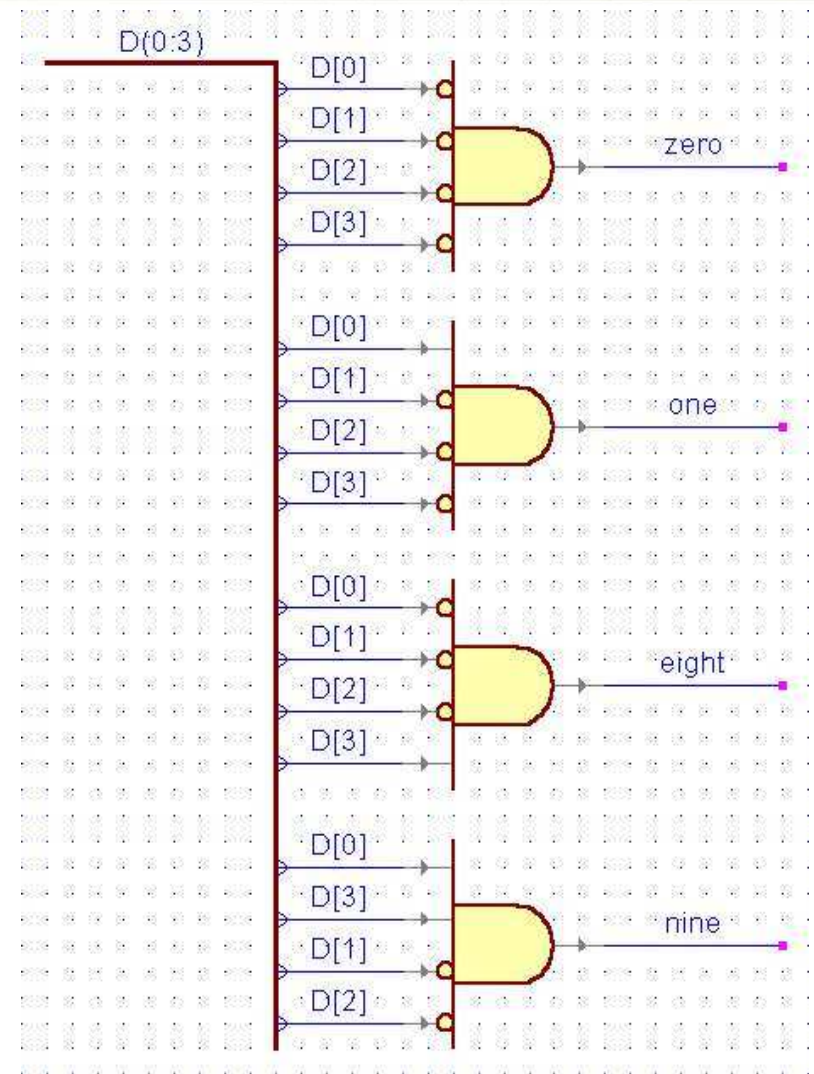 D(0:3)
D[0]
D[1]
D[2]
D[3]
zero
D[0]
D[1]
D[2]
D[3]
one
D[0]
D[1]
D[2]
D[3]
eight
D[0]
D[3]
D[1]
D[2]
nine